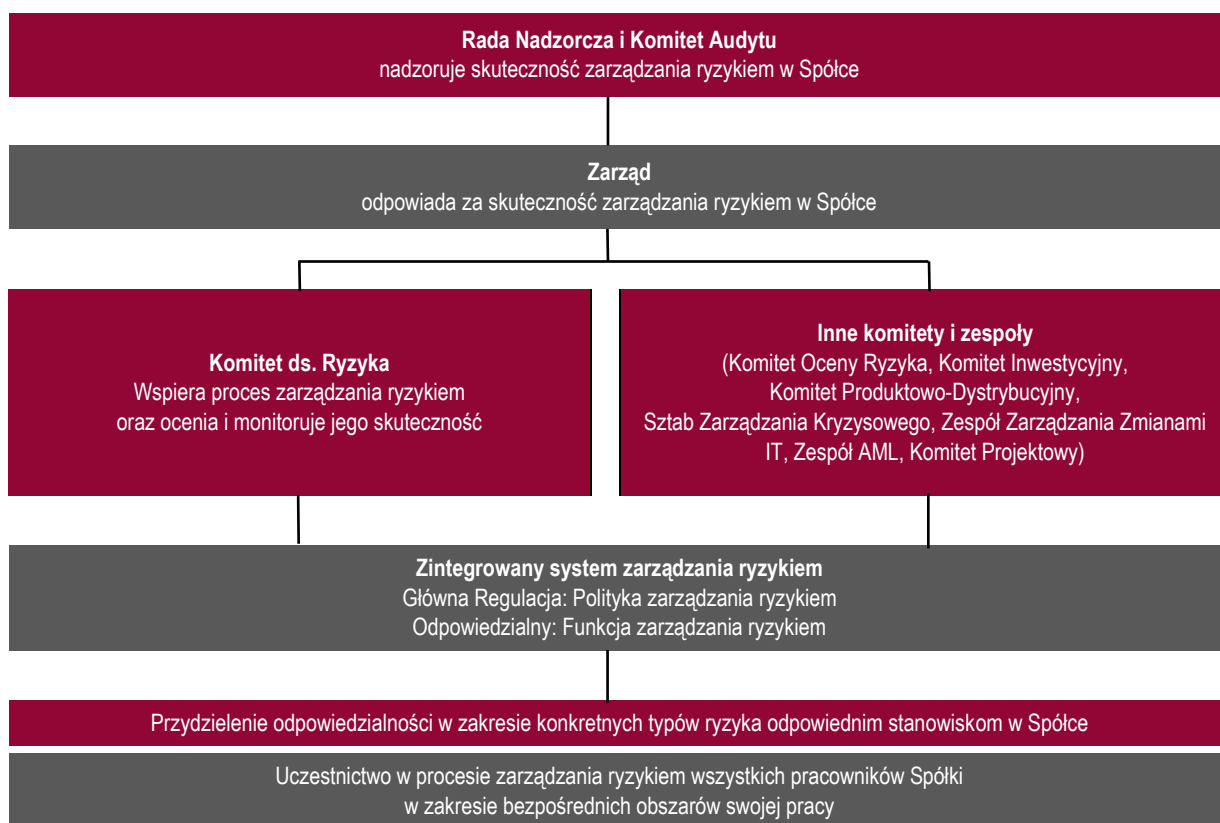 Rada Nadzorcza i Komitet Audytu
nadzoruje skuteczność zarządzania ryzykiem w Spółce
Zarząd
odpowiada za skuteczność zarządzania ryzykiem w Spółce
Komitet ds. Ryzyka
Wspiera proces zarządzania ryzykiem
oraz ocenia i monitoruje jego skuteczność
Inne komitety i zespoły
(Komitet Oceny Ryzyka, Komitet Inwestycyjny,
Komitet Produktowo-Dystrybucyjny,
Sztab Zarządzania Kryzysowego, Zespół Zarządzania Zmianami
IT, Zespół AML, Komitet Projektowy)
Zintegrowany system zarządzania ryzykiem
Główna Regulacja: Polityka zarządzania ryzykiem
Odpowiedzialny: Funkcja zarządzania ryzykiem
Przydzielenie odpowiedzialności w zakresie konkretnych typów ryzyka odpowiednim stanowiskom w Spółce
Uczestnictwo w procesie zarządzania ryzykiem wszystkich pracowników Spółki
w zakresie bezpośrednich obszarów swojej pracy